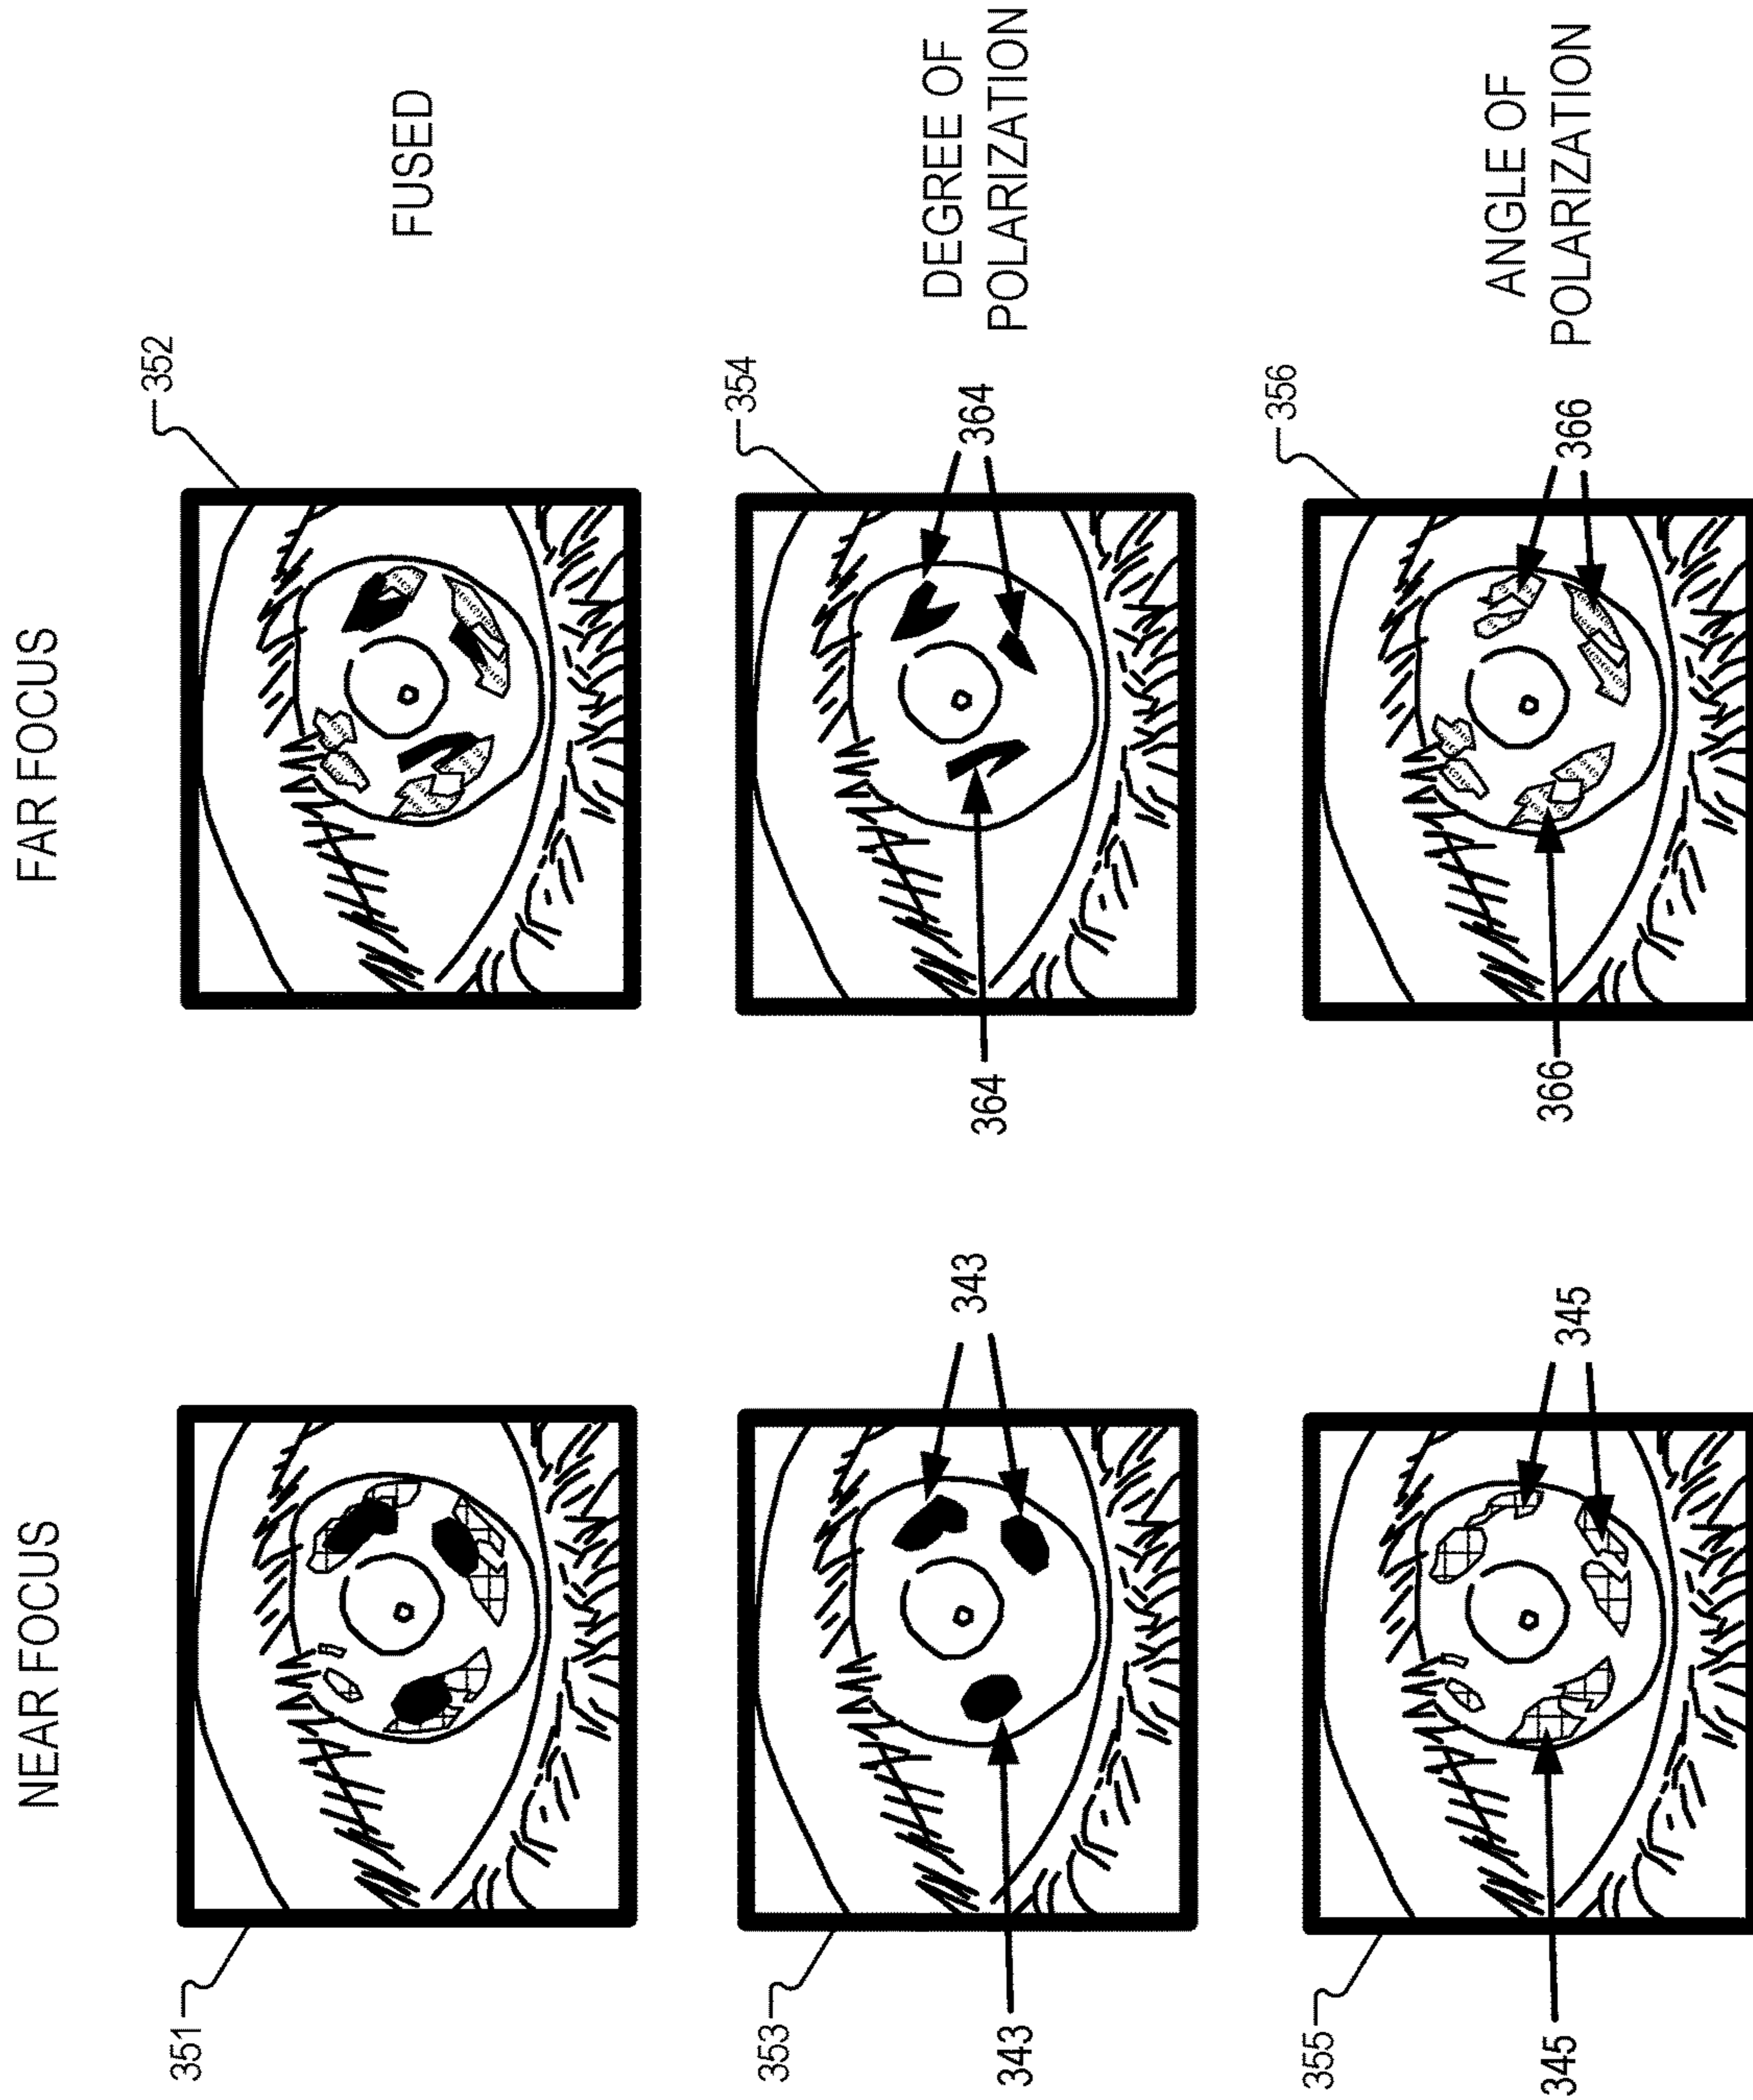 NEAR FOCUS
FAR FOCUS
351
352
FUSED
353
343
343
354
364
364
DEGREE OF
POLARIZATION
355
345
345
356
366
366
ANGLE OF
POLARIZATION